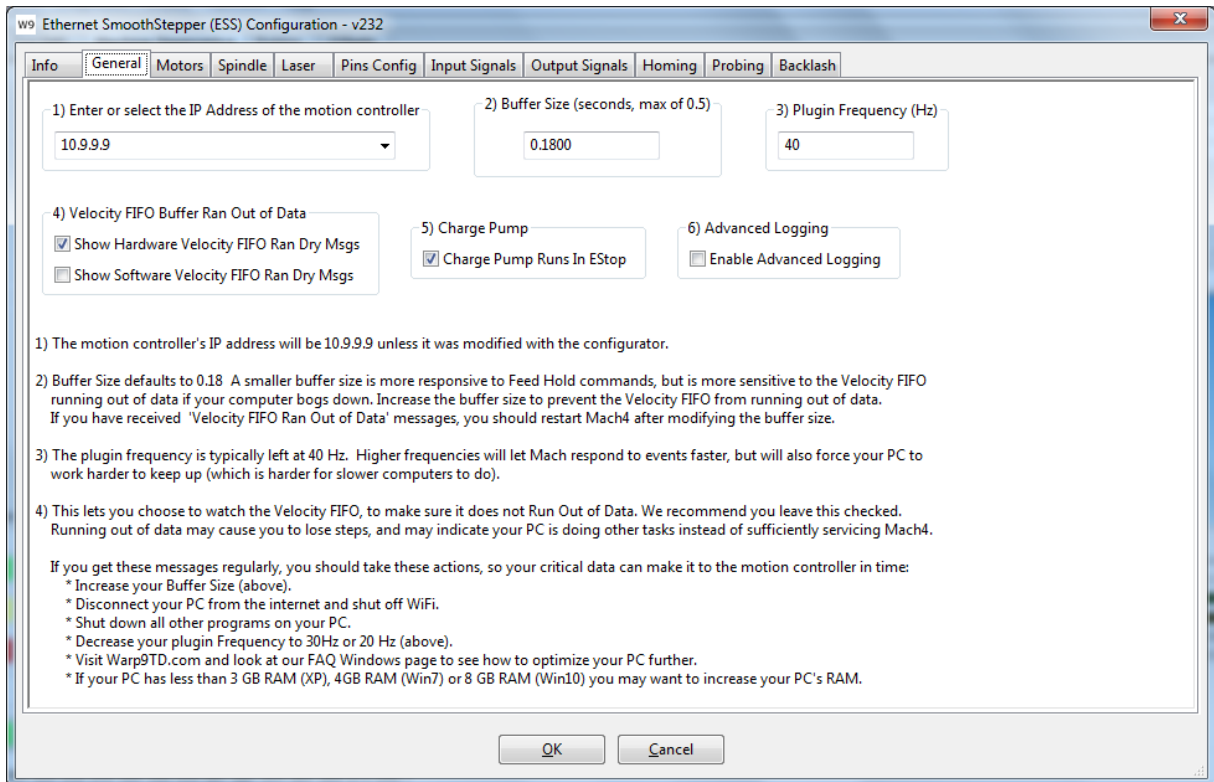 W9 Ethernet SmoothStepper (ESS) Configuration - v232
Info General Motors Spindle Laser Pins Config Input Signals Output Signals Homing Probing Backlash
1) Enter or select the IP Address of the motion controller
10.9.9.9
2) Buffer Size (seconds, max of 0.5)
0.1800
3) Plugin Frequency (Hz)
40
4) Velocity FIFO Buffer Ran Out of Data
Show Hardware Velocity FIFO Ran Dry Msgs
Show Software Velocity FIFO Ran Dry Msgs
5) Charge Pump
Charge Pump Runs In EStop
6) Advanced Logging
Enable Advanced Logging
1) The motion controller's IP address will be 10.9.9.9 unless it was modified with the configurator.
2) Buffer Size defaults to 0.18  A smaller buffer size is more responsive to Feed Hold commands, but is more sensitive to the Velocity FIFO
running out of data if your computer bogs down. Increase the buffer size to prevent the Velocity FIFO from running out of data.
If you have received  'Velocity FIFO Ran Out of Data' messages, you should restart Mach4 after modifying the buffer size.
3) The plugin frequency is typically left at 40 Hz.  Higher frequencies will let Mach respond to events faster, but will also force your PC to
work harder to keep up (which is harder for slower computers to do).
4) This lets you choose to watch the Velocity FIFO, to make sure it does not Run Out of Data. We recommend you leave this checked.
Running out of data may cause you to lose steps, and may indicate your PC is doing other tasks instead of sufficiently servicing Mach4.
If you get these messages regularly, you should take these actions, so your critical data can make it to the motion controller in time:
* Increase your Buffer Size (above).
* Disconnect your PC from the internet and shut off WiFi.
* Shut down all other programs on your PC.
* Decrease your plugin Frequency to 30Hz or 20 Hz (above).
* Visit Warp9TD.com and look at our FAQ Windows page to see how to optimize your PC further.
* If your PC has less than 3 GB RAM (XP), 4GB RAM (Win7) or 8 GB RAM (Win10) you may want to increase your PC's RAM.
OK Cancel